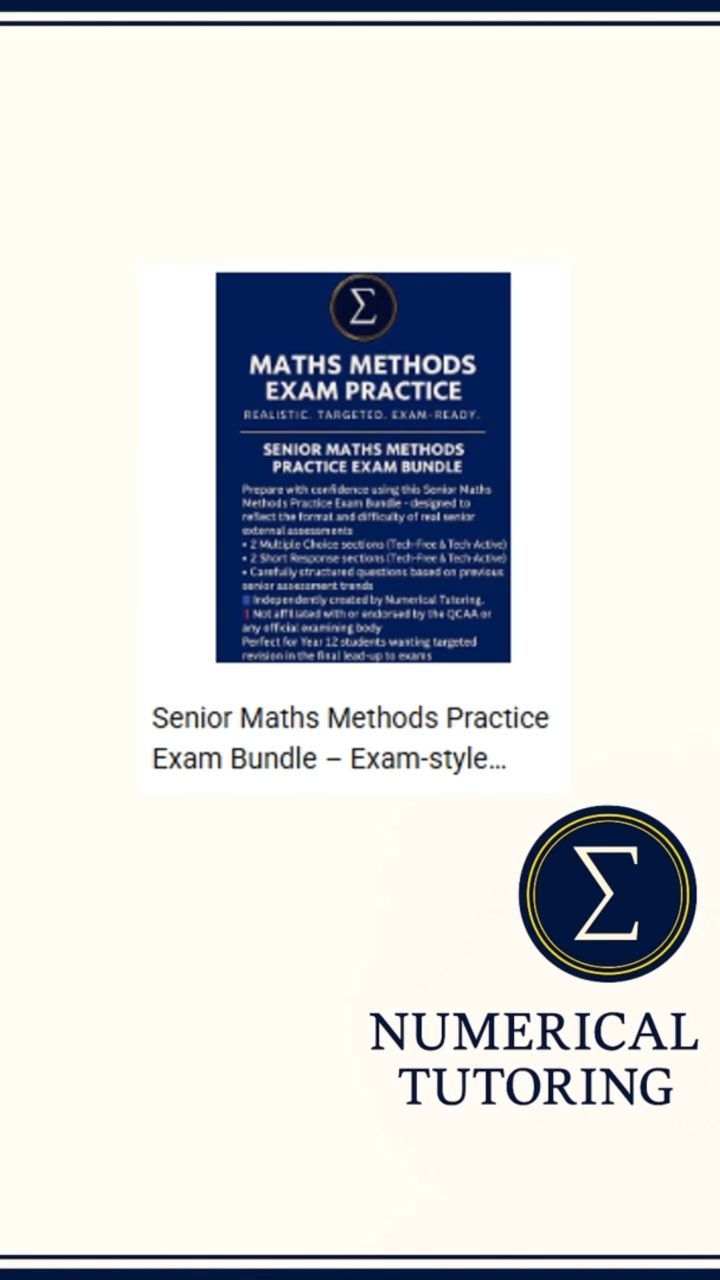 Σ
MATHS METHODS
EXAM PRACTICE
REALISTIC. TARGETED. EXAM-READY.
SENIOR MATHS METHODS
PRACTICE EXAM BUNDLE
Prepare with confidence using this Senior Maths
Methods Practice Exam Bundle - designed to
reflect the format and difficulty of real senior
external assessments
• 2 Multiple Choice sections (Tech-Free & Tech-Active)
• 2 Short Response sections (Tech-Free & Tech-Active)
• Carefully structured questions based on previous
senior assessment trends
Independently created by Numerical Tutoring.
Not affiliated with or endorsed by the QCAA or
any official examining body
Perfect for Year 12 students wanting targeted
revision in the final lead-up to exams
Senior Maths Methods Practice
Exam Bundle – Exam-style...
Σ
NUMERICAL
TUTORING